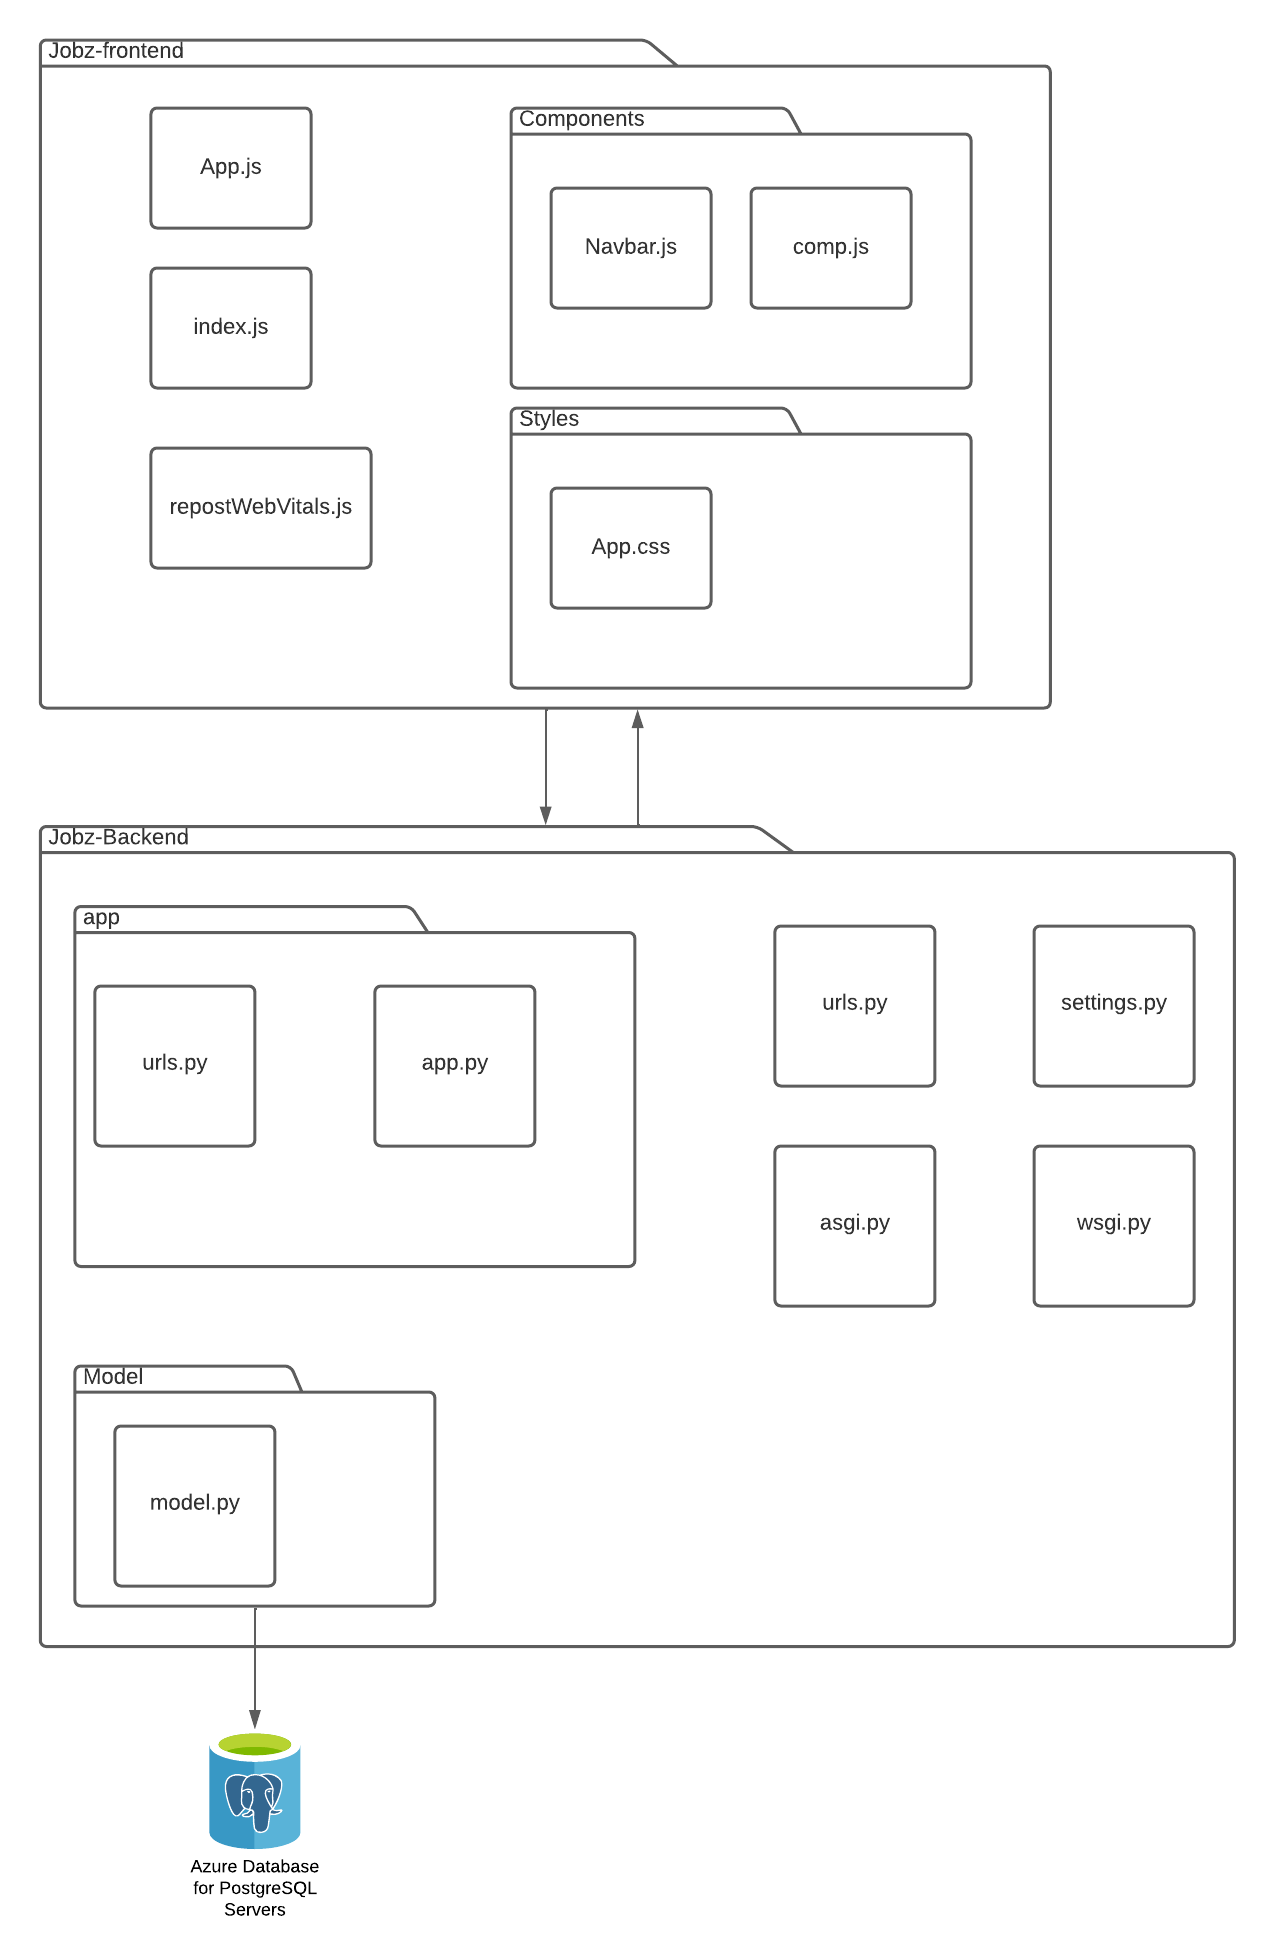 Jobz-frontend
App.js
index.js
repostWebVitals.js
Components
Navbar.js
comp.js
Styles
App.css
Jobz-Backend
app
urls.py
app.py
urls.py
settings.py
asgi.py
wsgi.py
Model
model.py
Azure Database
for PostgreSQL
Servers